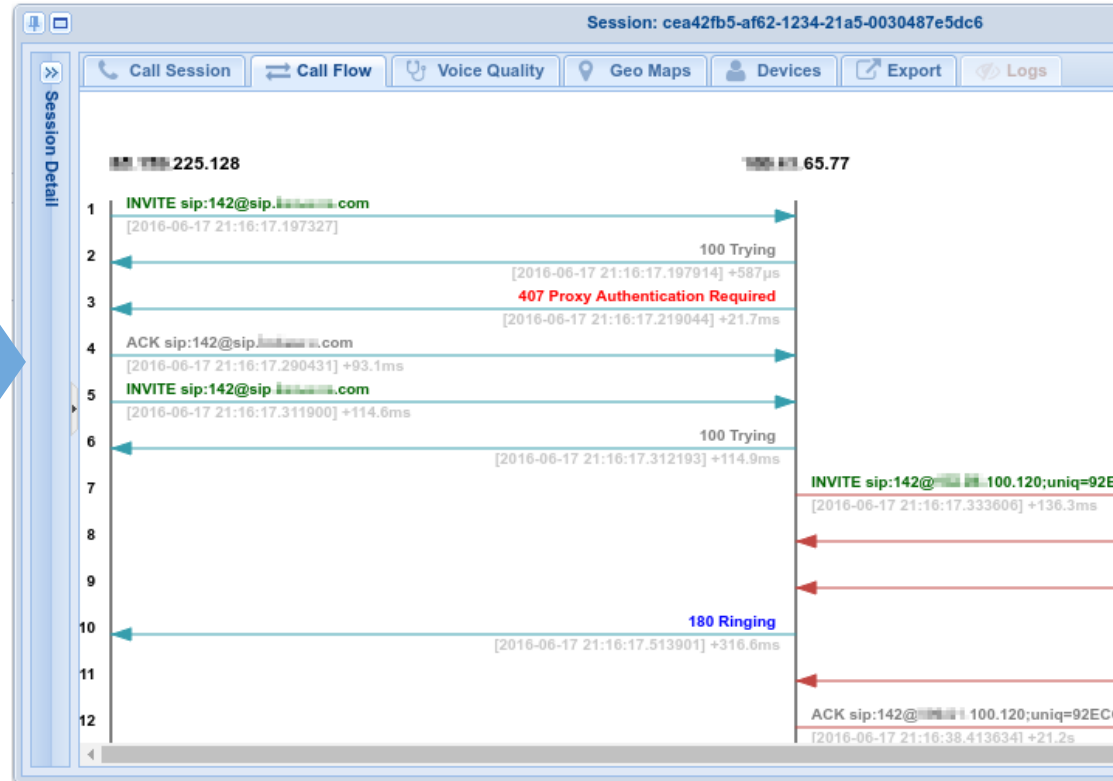 Session: cea42fb5-af62-1234-21a5-0030487e5dc6
Session Detail
Call Session Call Flow Voice Quality Geo Maps Devices Export Logs
.225.128 .65.77
1 INVITE sip:142@sip. .com
[2016-06-17 21:16:17.197327]
2 100 Trying
[2016-06-17 21:16:17.197914] +587µs
3 407 Proxy Authentication Required
[2016-06-17 21:16:17.219044] +21.7ms
4 ACK sip:142@sip. .com
[2016-06-17 21:16:17.290431] +93.1ms
5 INVITE sip:142@sip .com
[2016-06-17 21:16:17.311900] +114.6ms
6 100 Trying
[2016-06-17 21:16:17.312193] +114.9ms
7 INVITE sip:142@ .100.120;uniq=92E
[2016-06-17 21:16:17.333606] +136.3ms
8
9
10 180 Ringing
[2016-06-17 21:16:17.513901] +316.6ms
11
12 ACK sip:142@ .100.120;uniq=92EC
[2016-06-17 21:16:38.413634] +21.2s